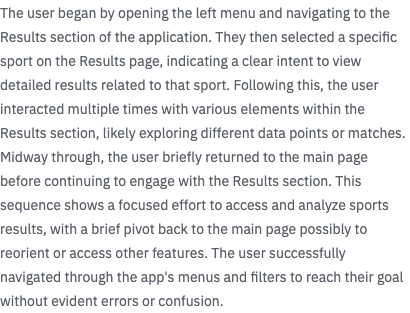 The user began by opening the left menu and navigating to the
Results section of the application. They then selected a specific
sport on the Results page, indicating a clear intent to view
detailed results related to that sport. Following this, the user
interacted multiple times with various elements within the
Results section, likely exploring different data points or matches.
Midway through, the user briefly returned to the main page
before continuing to engage with the Results section. This
sequence shows a focused effort to access and analyze sports
results, with a brief pivot back to the main page possibly to
reorient or access other features. The user successfully
navigated through the app's menus and filters to reach their goal
without evident errors or confusion.